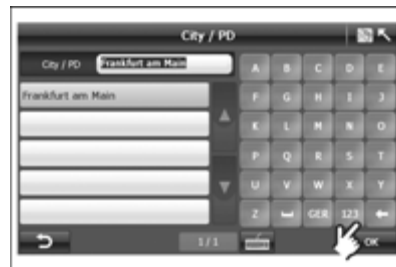 City / PD
City / PD Frankfurt am Main
A B C D E
Frankfurt am Main
F G H I J
K L M N O
P Q R S T
U V W X Y
Z GER 123
1/1
OK